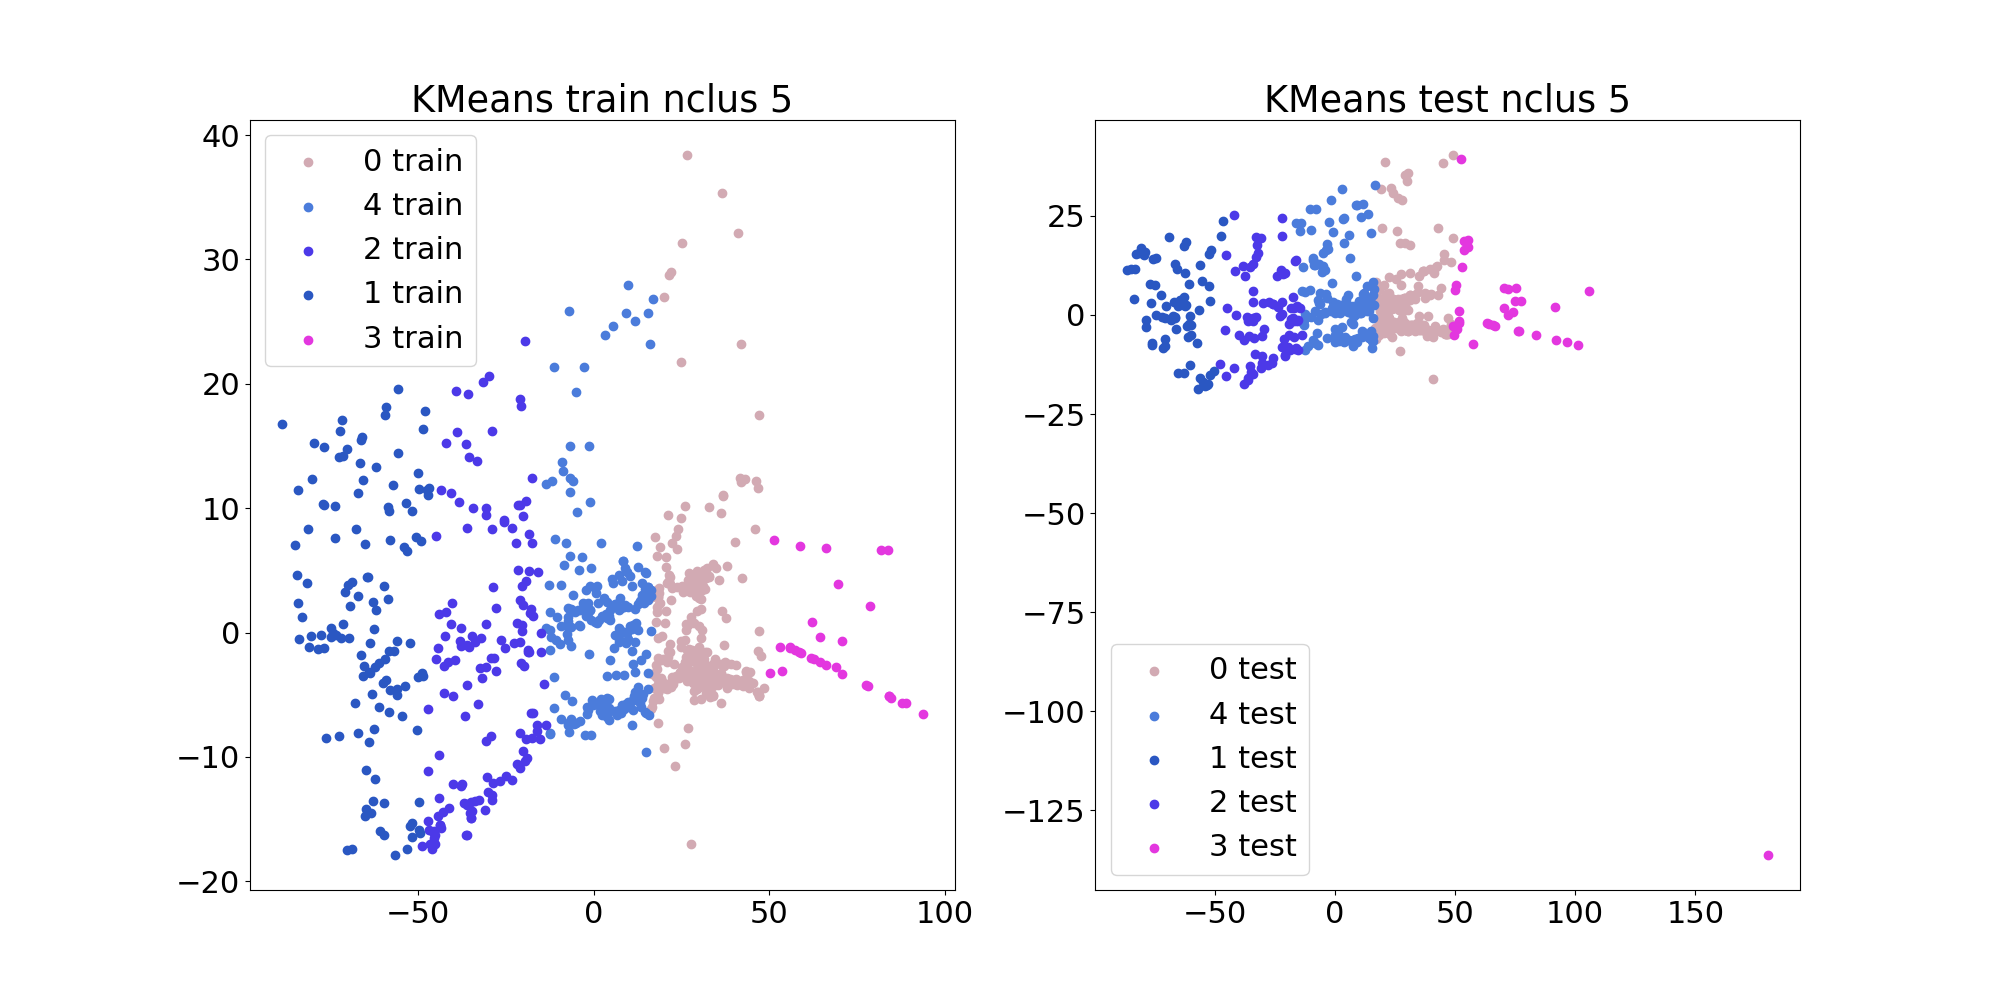 KMeans train nclus 5
40
30
20
10
0
−10
−20
−50
0
50
100
0 train
4 train
2 train
1 train
3 train
KMeans test nclus 5
25
0
−25
−50
−75
−100
−125
−50
0
50
100
150
0 test
4 test
1 test
2 test
3 test